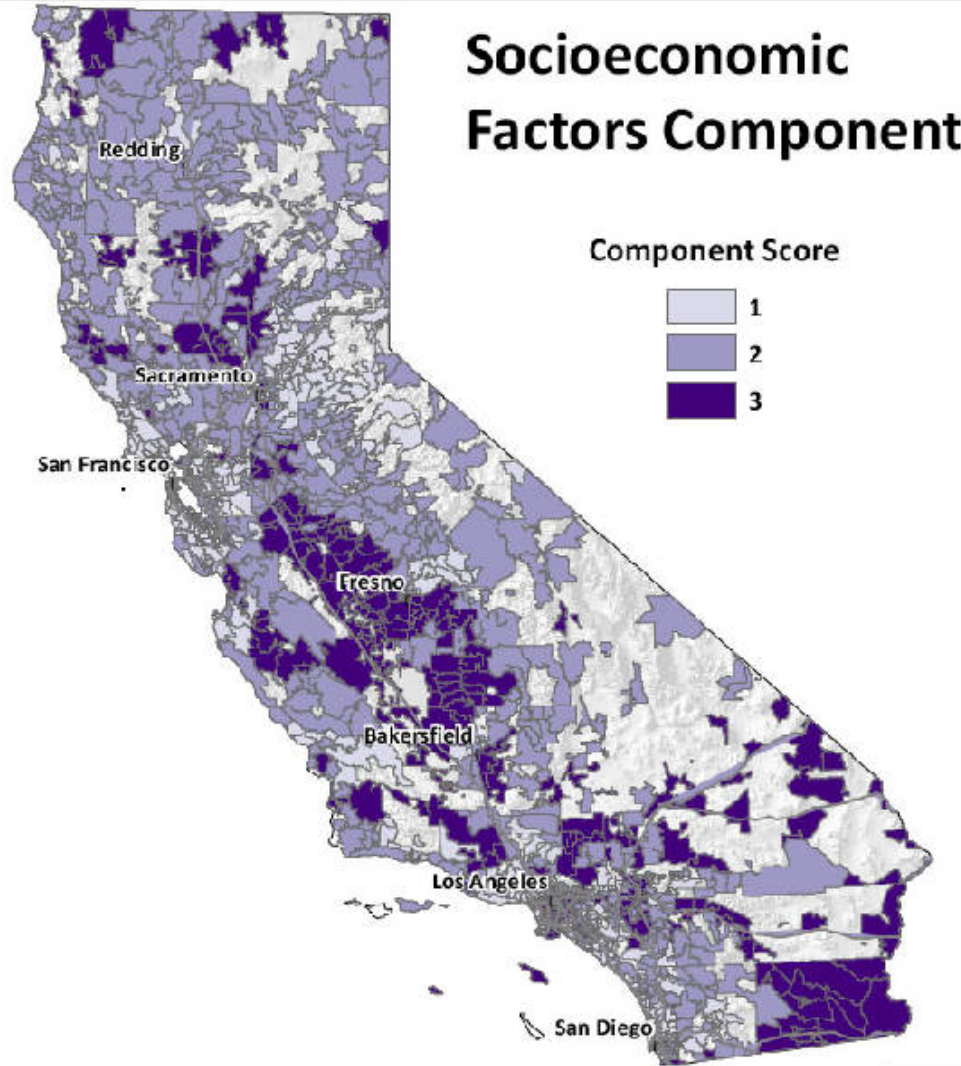 Socioeconomic
Factors Component
Component Score
1
2
3
Redding
Sacramento
San Francisco
Fresno
Bakersfield
Los Angeles
San Diego